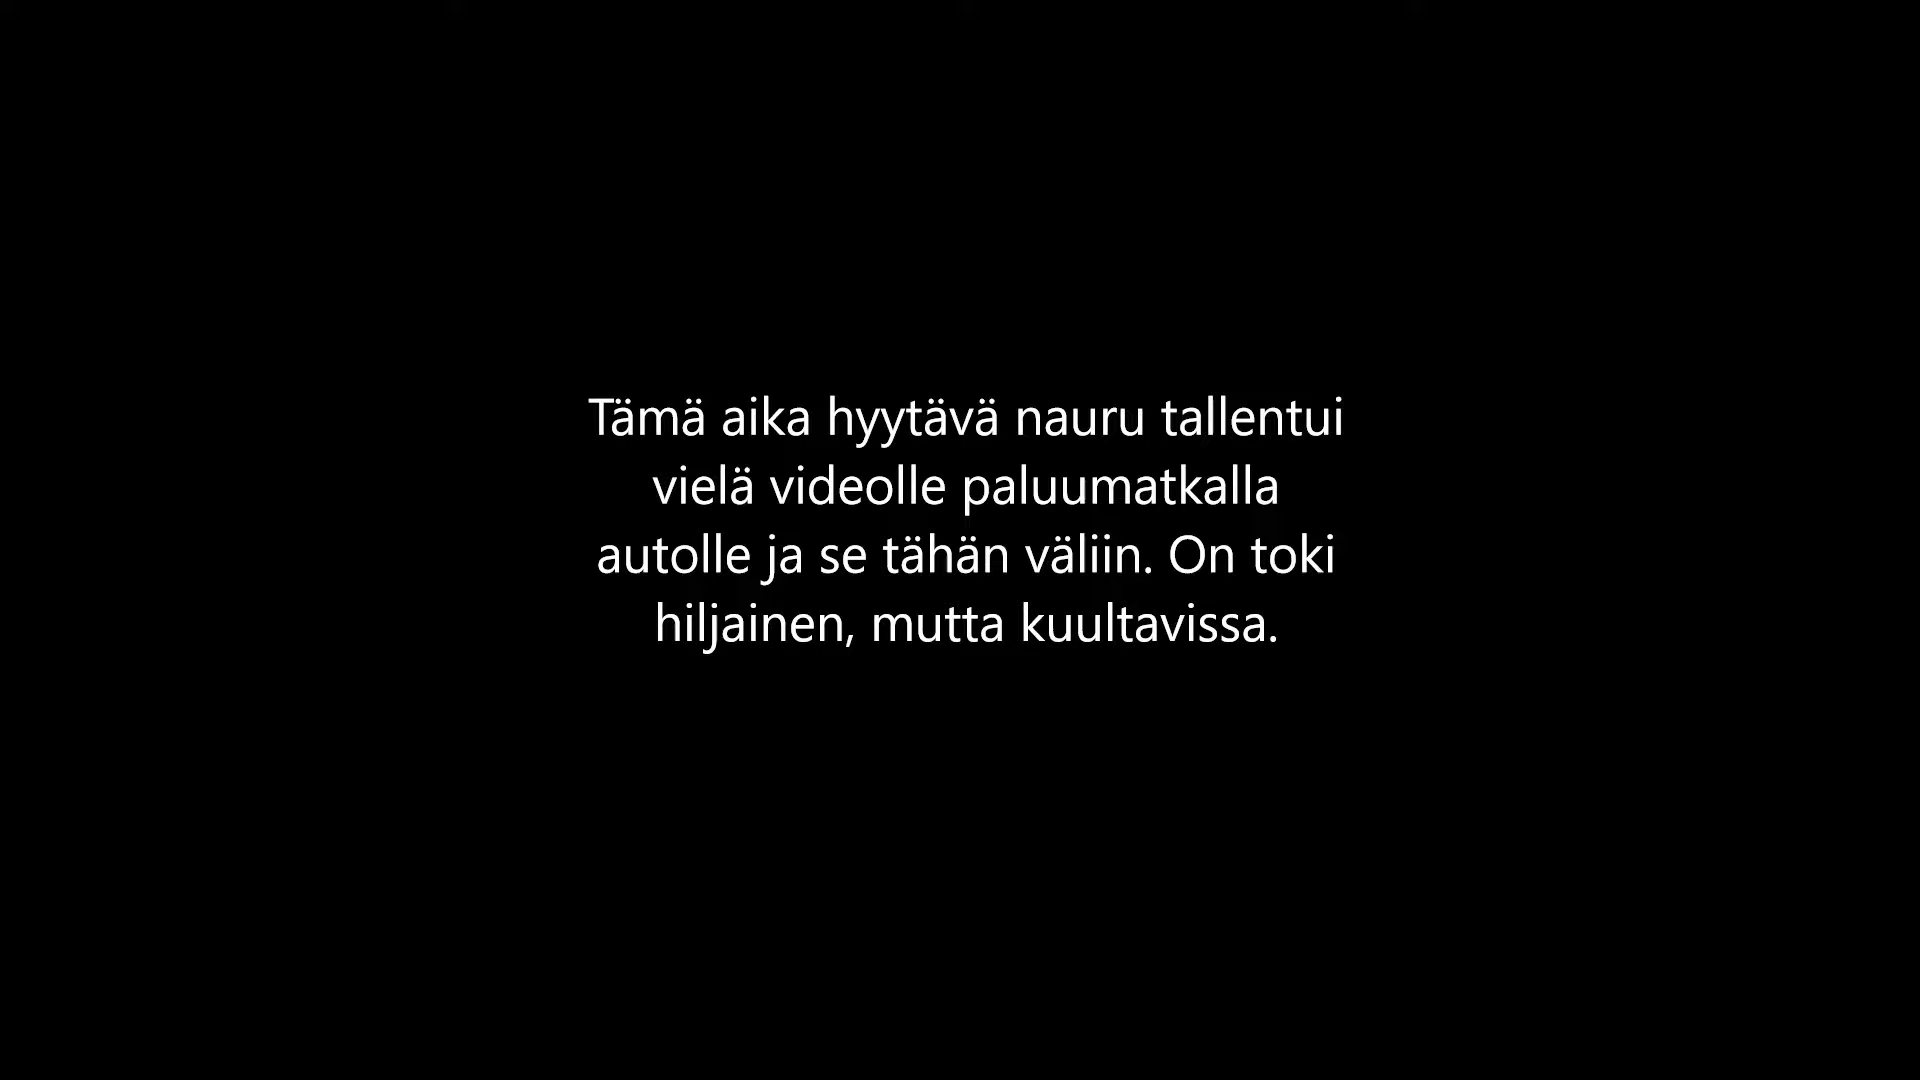 Tämä aika hyytävä nauru tallentui
vielä videolle paluumatkalla
autolle ja se tähän väliin. On toki
hiljainen, mutta kuultavissa.